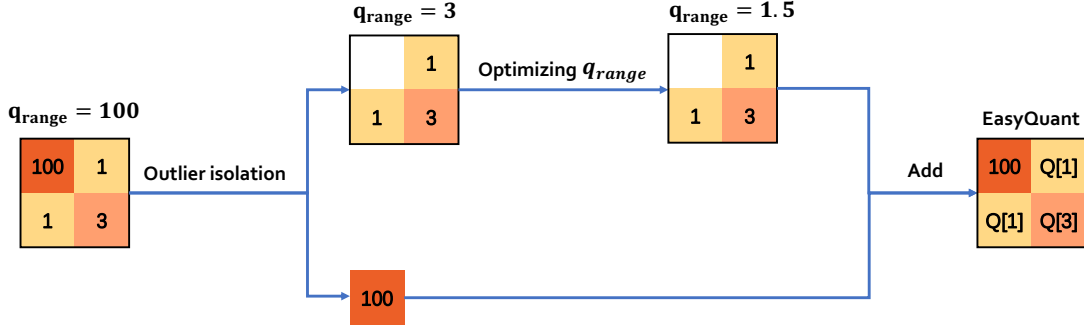 q_range = 3
1
1 3
Optimizing q_range
q_range = 1.5
1
1 3
q_range = 100
100 1
1 3
Outlier isolation
100
Add
EasyQuant
100 Q[1]
Q[1] Q[3]